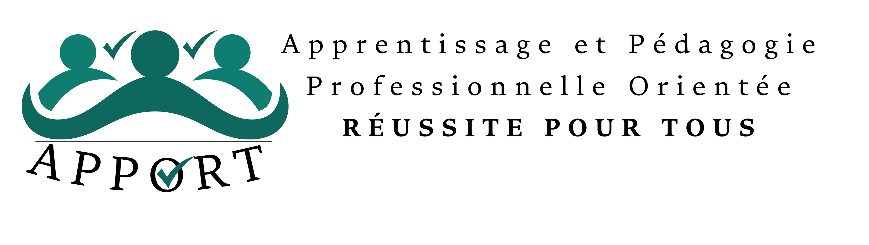 Apprentissage et Pédagogie
Professionnelle Orientée
RÉUSSITE POUR TOUS
APPORT